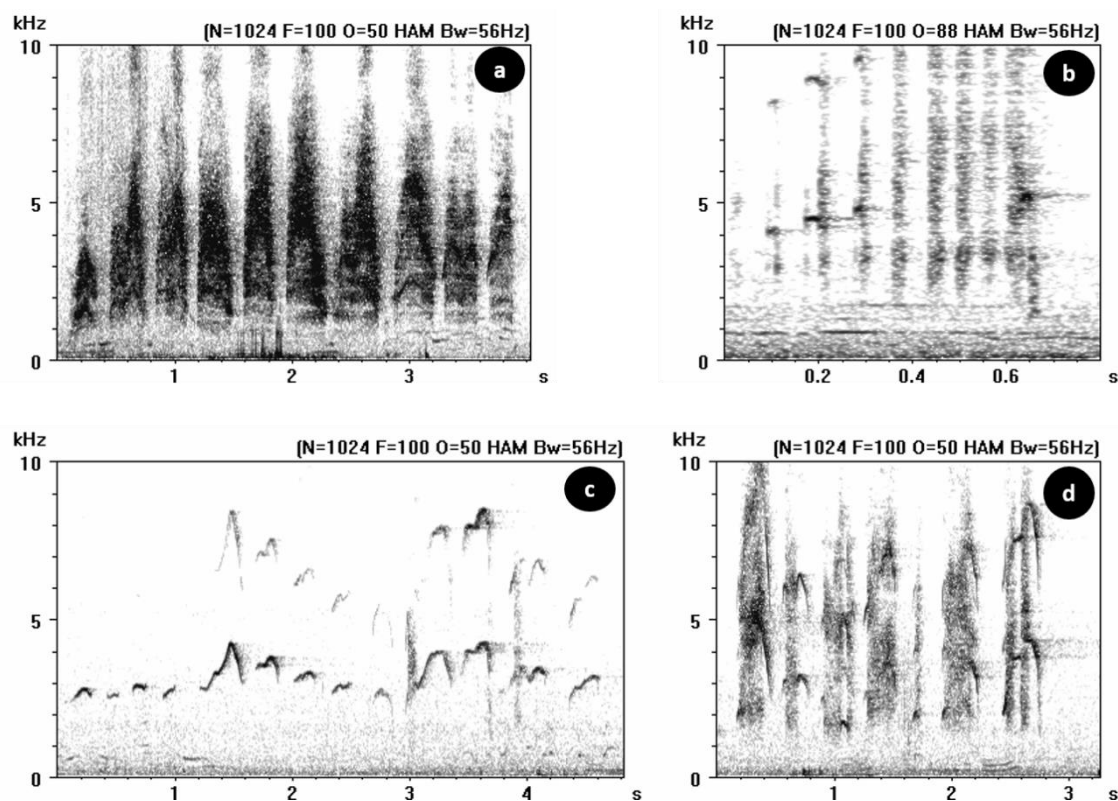 kHz (N=1024 F=100 O=50 HAM Bw=56Hz)
10
a
5
0
1 2 3 s
kHz (N=1024 F=100 O=88 HAM Bw=56Hz)
10
b
5
0
0.2 0.4 0.6 s
kHz (N=1024 F=100 O=50 HAM Bw=56Hz)
10
c
5
0
1 2 3 4 s
kHz (N=1024 F=100 O=50 HAM Bw=56Hz)
10
d
5
0
1 2 3 s